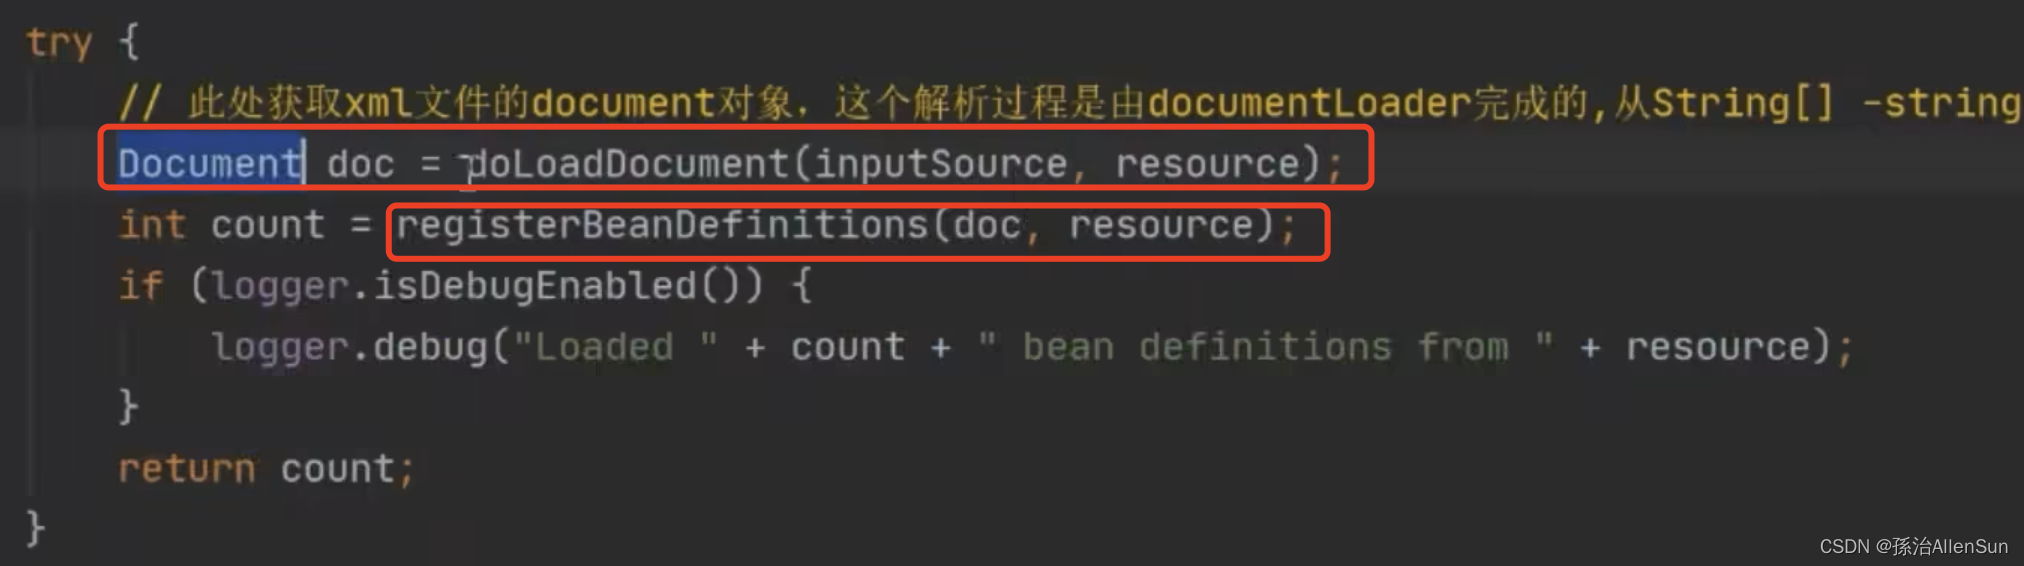 try {
// 此处获取xml文件的document对象，这个解析过程是由documentLoader完成的,从String[] -string
Document doc = doLoadDocument(inputSource, resource);
int count = registerBeanDefinitions(doc, resource);
if (logger.isDebugEnabled()) {
logger.debug("Loaded " + count + " bean definitions from " + resource);
}
return count;
}
CSDN @孫治AllenSun